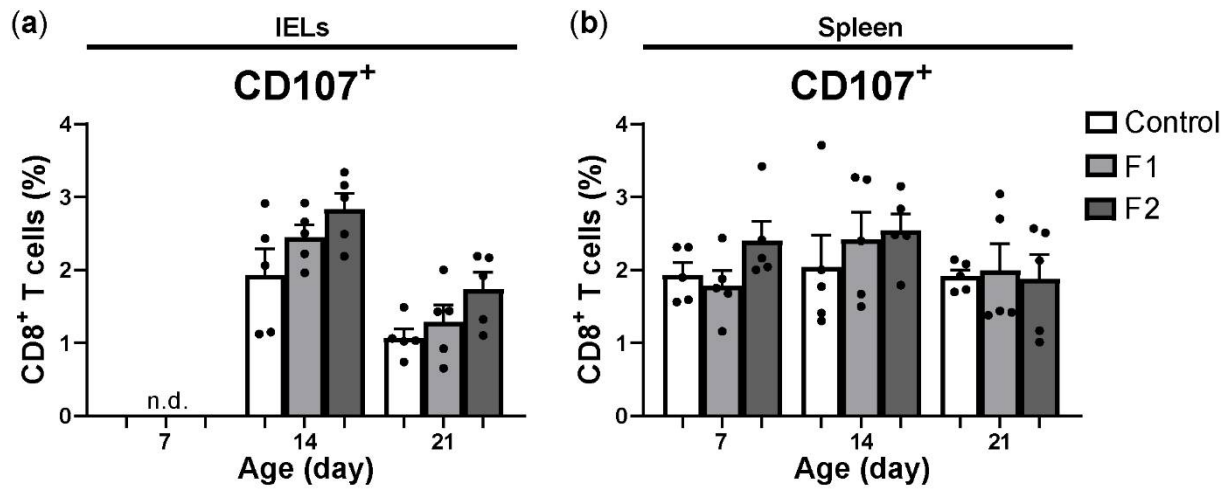 (a)
IELs
CD107⁺
CD8⁺ T cells (%)
4
3
2
1
0
n.d.
7
14
21
Age (day)
(b)
Spleen
CD107⁺
CD8⁺ T cells (%)
4
3
2
1
0
7
14
21
Age (day)
Control
F1
F2